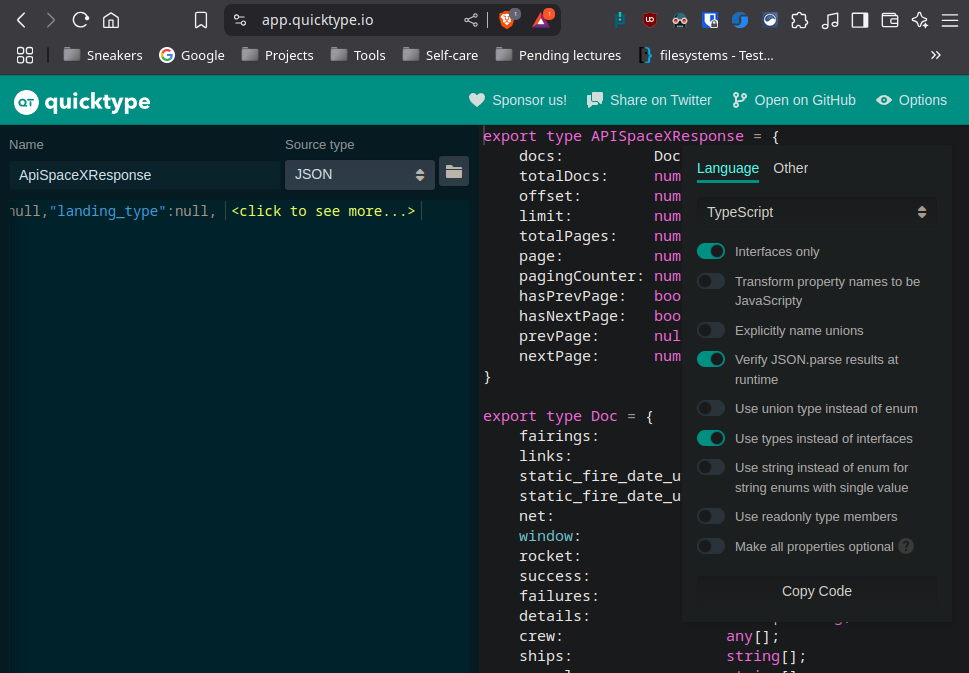 app.quicktype.io
Sneakers
Google
Projects
Tools
Self-care
Pending lectures
filesystems - Test...
QT quicktype
Sponsor us!
Share on Twitter
Open on GitHub
Options
Name
Source type
ApiSpaceXResponse
JSON
null,"landing_type":null, <click to see more...>
export type APISpaceXResponse = {
docs: Doc
totalDocs: num
offset: num
limit: num
totalPages: num
page: num
pagingCounter: num
hasPrevPage: boo
hasNextPage: boo
prevPage: nul
nextPage: num
}
export type Doc = {
fairings:
links:
static_fire_date_u
static_fire_date_u
net:
window:
rocket:
success:
failures:
details:
crew: any[];
ships: string[];
Language
Other
TypeScript
Interfaces only
Transform property names to be
JavaScripty
Explicitly name unions
Verify JSON.parse results at
runtime
Use union type instead of enum
Use types instead of interfaces
Use string instead of enum for
string enums with single value
Use readonly type members
Make all properties optional ?
Copy Code